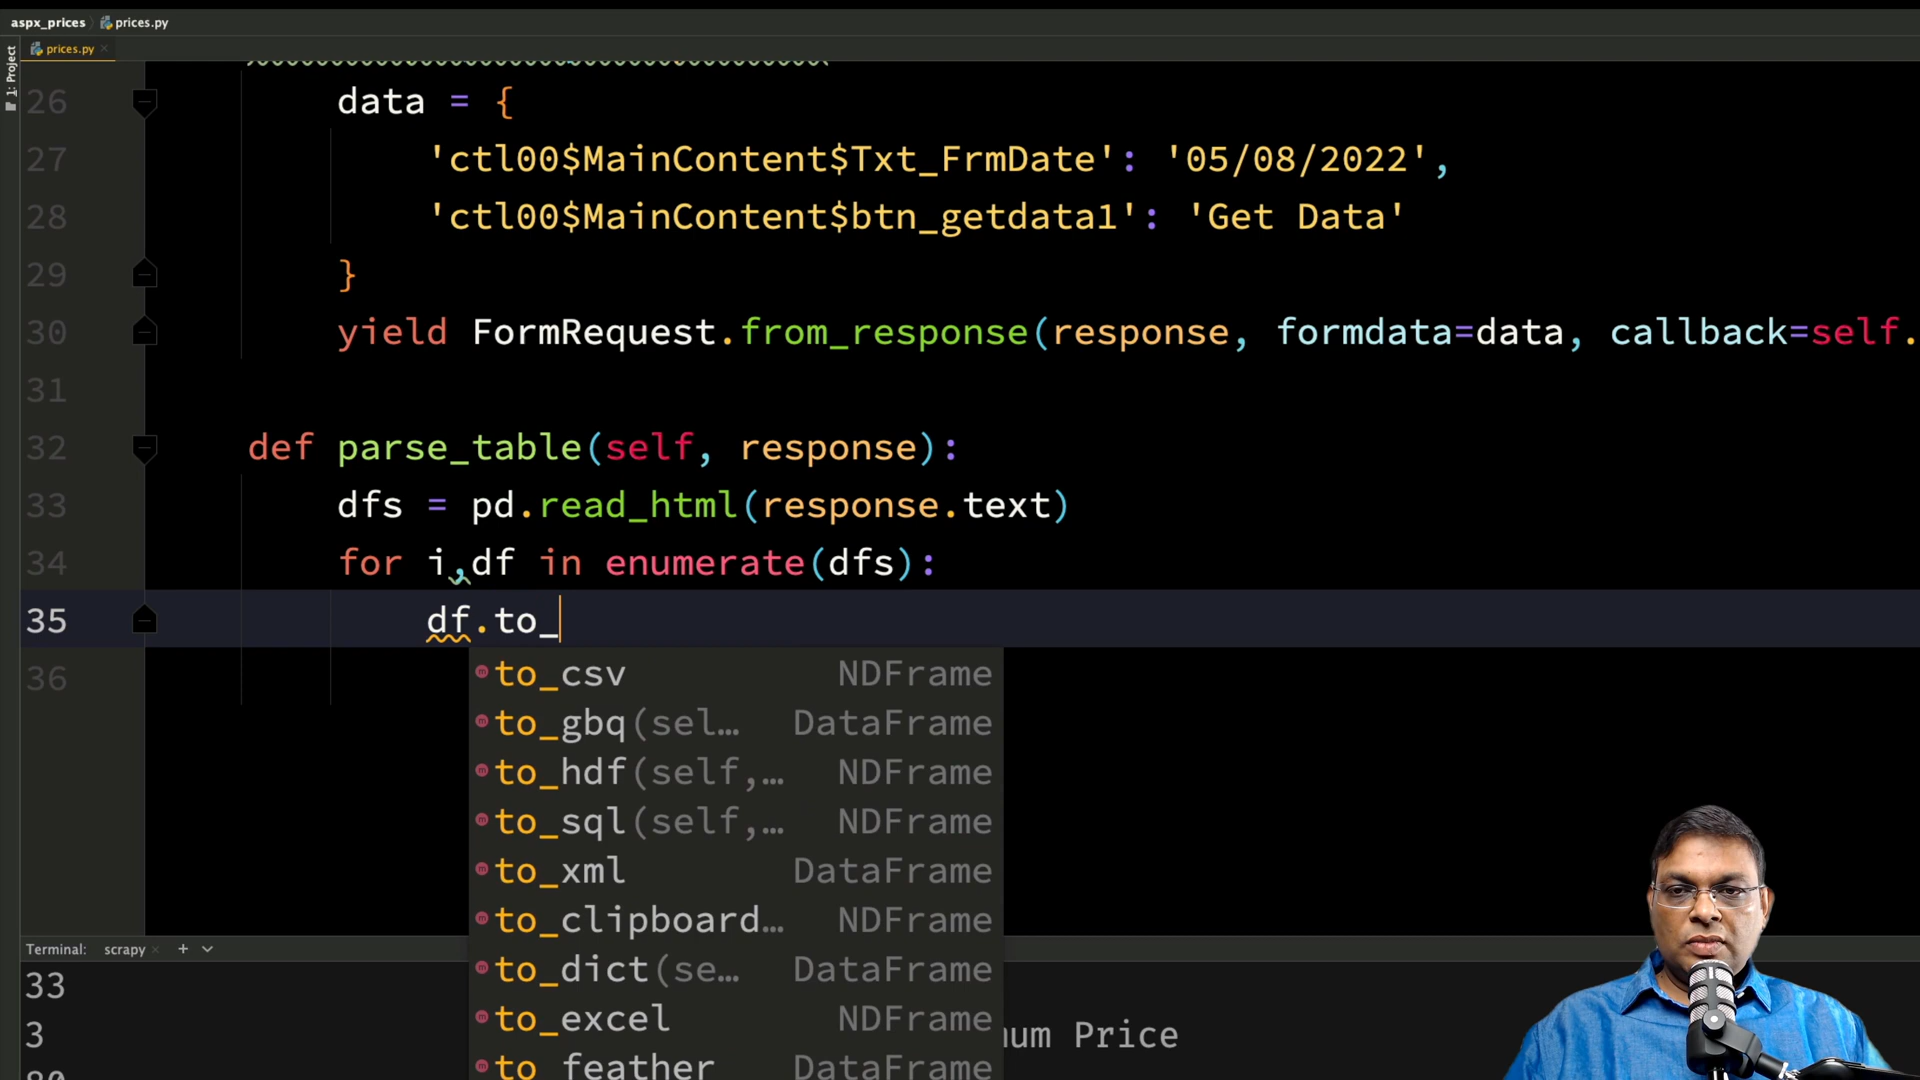 aspx_prices prices.py
1: Project
prices.py
26 data = {
27 'ctl00$MainContent$Txt_FrmDate': '05/08/2022',
28 'ctl00$MainContent$btn_getdata1': 'Get Data'
29 }
30 yield FormRequest.from_response(response, formdata=data, callback=self.
31
32 def parse_table(self, response):
33 dfs = pd.read_html(response.text)
34 for i,df in enumerate(dfs):
35 df.to_
36
to_csv NDFrame
to_gbq(sel… DataFrame
to_hdf(self,… NDFrame
to_sql(self,… NDFrame
to_xml DataFrame
to_clipboard… NDFrame
to_dict(se… DataFrame
to_excel NDFrame
to_feather DataFrame
Terminal: scrapy × +
33
3 Price